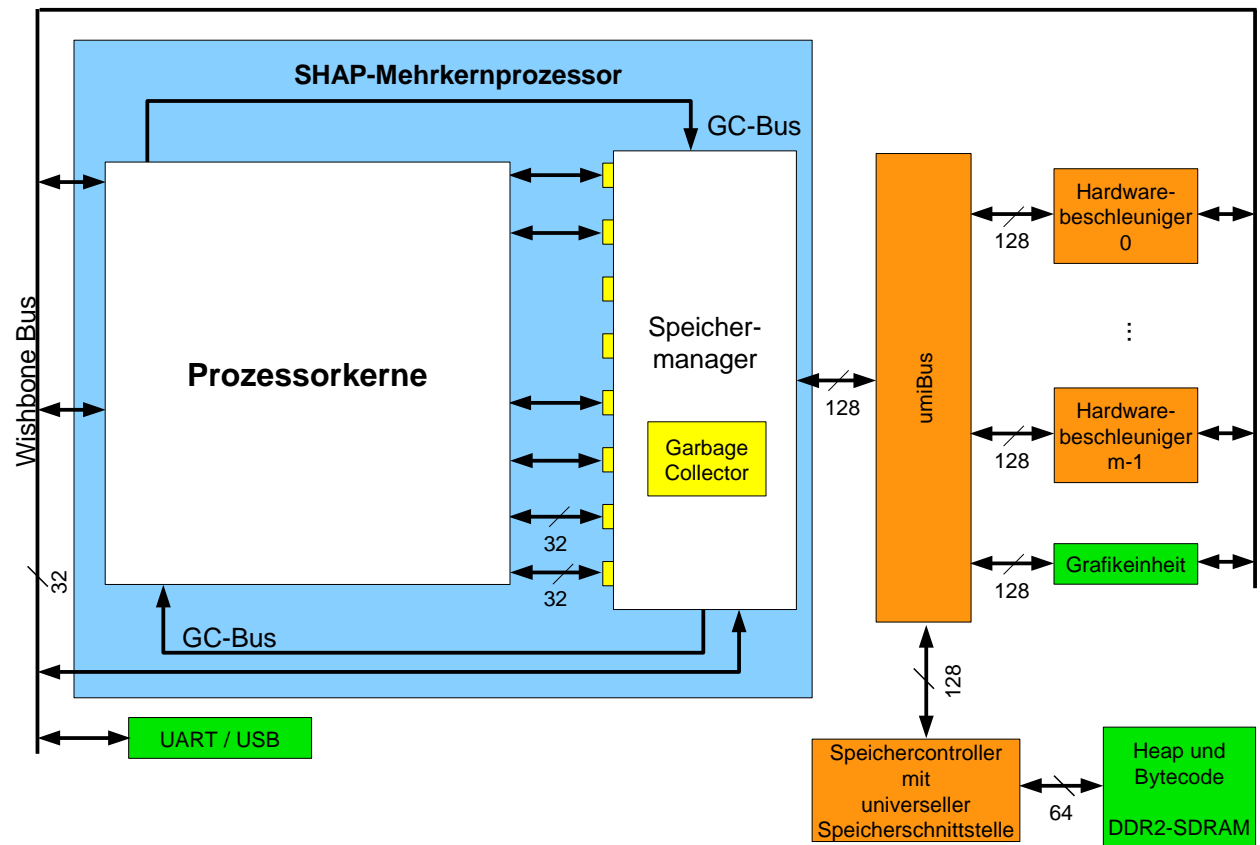 SHAP-Mehrkernprozessor
GC-Bus
Wishbone Bus
32
Prozessorkerne
32
32
Speicher-
manager
Garbage
Collector
GC-Bus
128
umiBus
128
Hardware-
beschleuniger
0
...
128
Hardware-
beschleuniger
m-1
128
Grafikeinheit
128
UART / USB
Speichercontroller
mit
universeller
Speicherschnittstelle
64
Heap und
Bytecode
DDR2-SDRAM